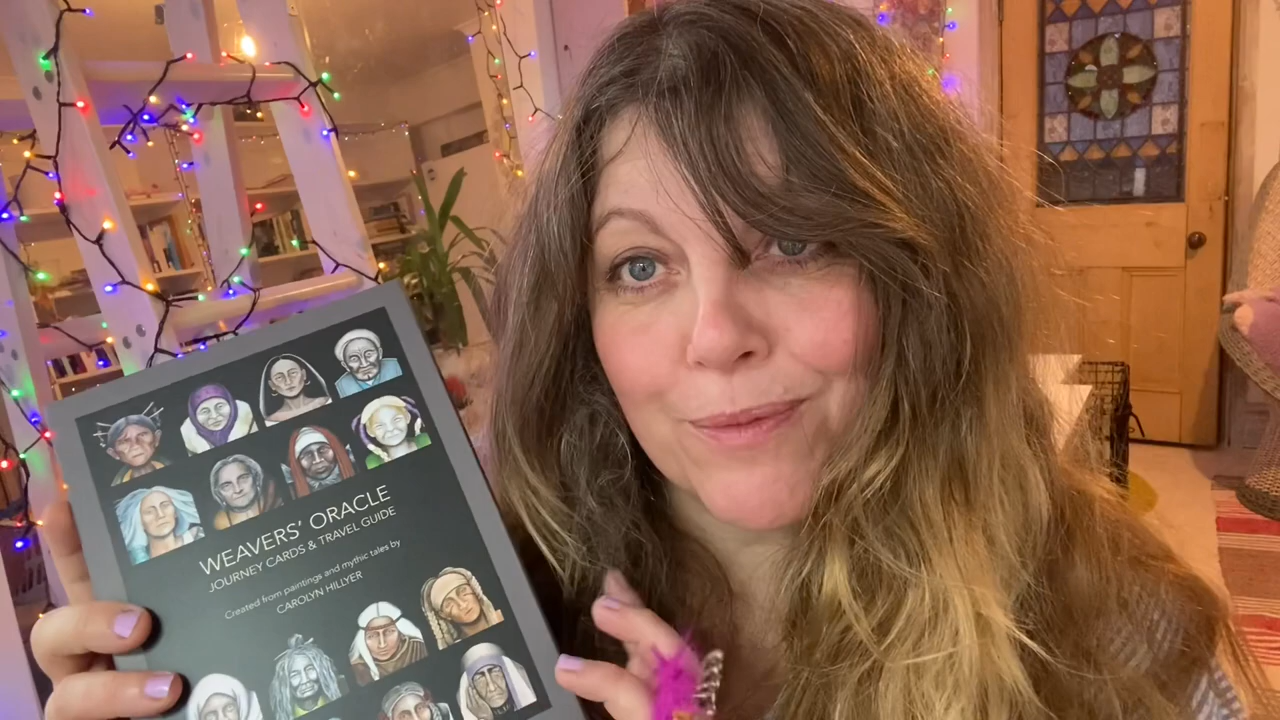 WEAVERS' ORACLE
JOURNEY CARDS & TRAVEL GUIDE
Created from paintings and mythic tales by
CAROLYN HILLYER